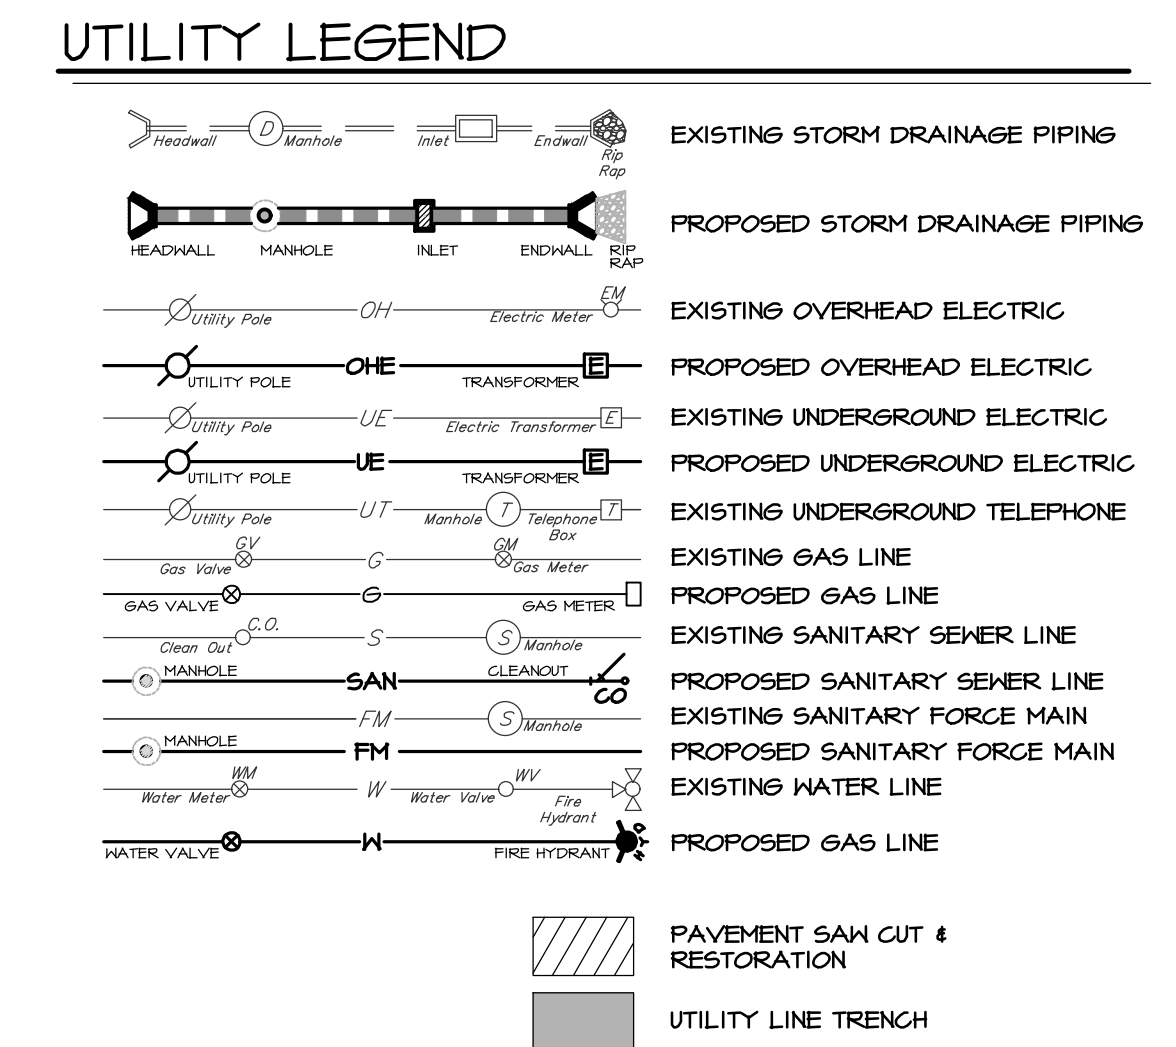 UTILITY LEGEND
D
Headwall Manhole Inlet Endwall Rip
Rap
EXISTING STORM DRAINAGE PIPING
HEADWALL MANHOLE INLET ENDWALL RIP
RAP
PROPOSED STORM DRAINAGE PIPING
EM
Utility Pole OH Electric Meter EXISTING OVERHEAD ELECTRIC
OHE E PROPOSED OVERHEAD ELECTRIC
UTILITY POLE TRANSFORMER
Utility Pole UE Electric Transformer E EXISTING UNDERGROUND ELECTRIC
UE E PROPOSED UNDERGROUND ELECTRIC
UTILITY POLE TRANSFORMER
Utility Pole UT Manhole T Telephone
Box T EXISTING UNDERGROUND TELEPHONE
GV GM
Gas Valve G Gas Meter EXISTING GAS LINE
GAS VALVE G GAS METER PROPOSED GAS LINE
C.O.
Clean Out S S Manhole EXISTING SANITARY SEWER LINE
MANHOLE SAN CLEANOUT CO PROPOSED SANITARY SEWER LINE
FM S Manhole EXISTING SANITARY FORCE MAIN
MANHOLE FM PROPOSED SANITARY FORCE MAIN
WM WV
Water Meter W Water Valve Fire
Hydrant EXISTING WATER LINE
WATER VALVE W FIRE HYDRANT HYD PROPOSED GAS LINE
PAVEMENT SAW CUT &
RESTORATION
UTILITY LINE TRENCH